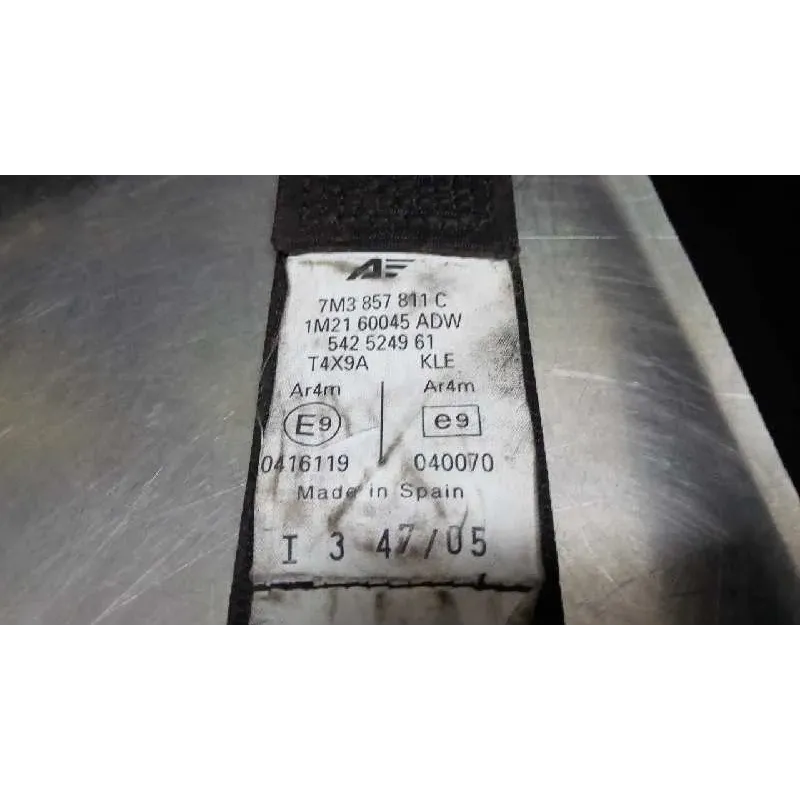 AF
7M3 857 811 C
1M21 60045 ADW
542 5249 61
T4X9A KLE
Ar4m Ar4m
E9 e9
0416119 040070
Made in Spain
I 3 47/05